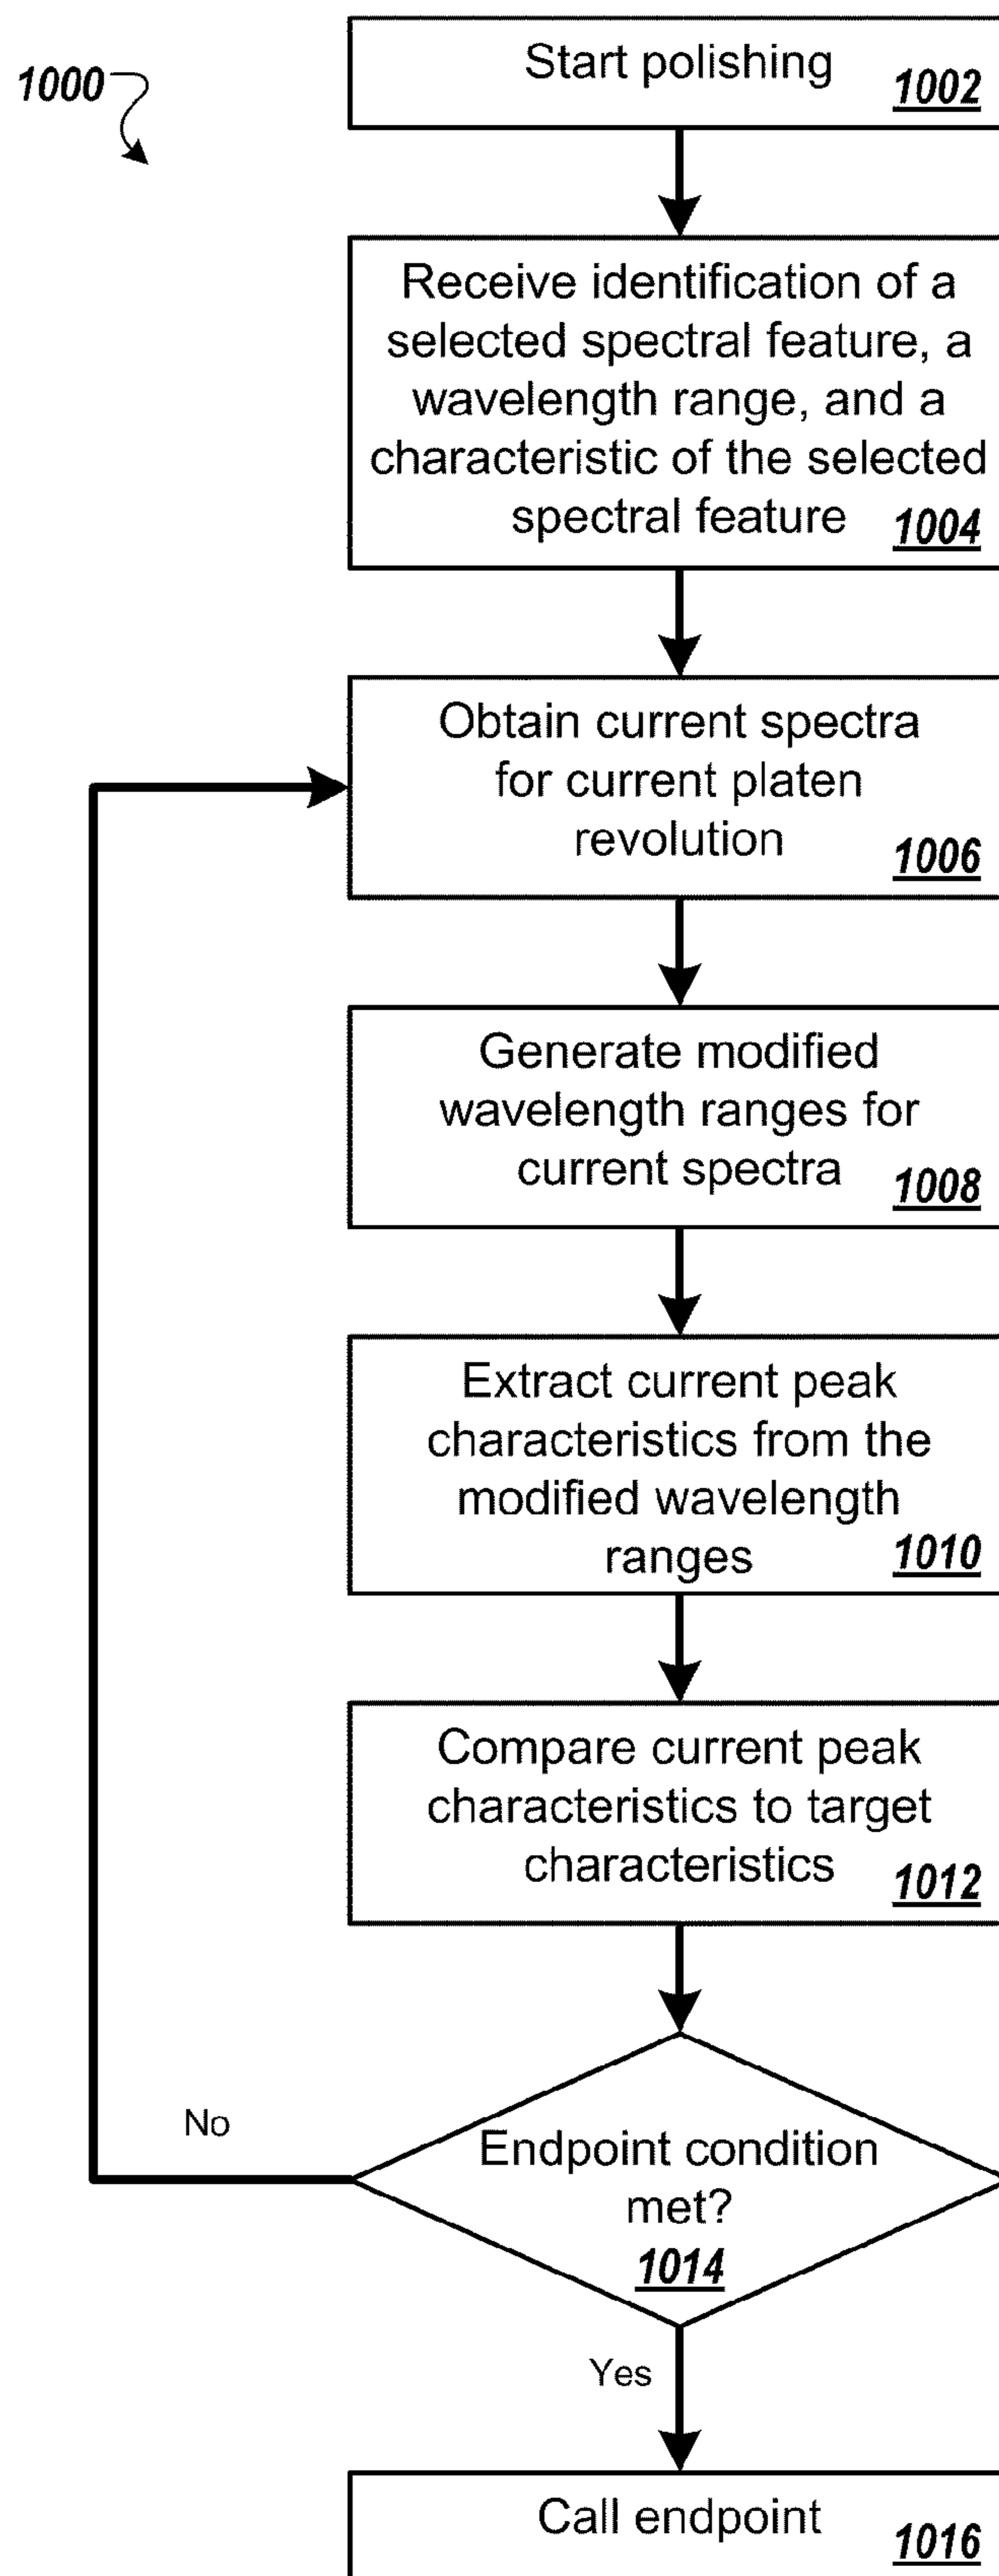 1000
Start polishing
1002
Receive identification of a
selected spectral feature, a
wavelength range, and a
characteristic of the selected
spectral feature 1004
Obtain current spectra
for current platen
revolution
1006
Generate modified
wavelength ranges for
current spectra
1008
Extract current peak
characteristics from the
modified wavelength
ranges 1010
Compare current peak
characteristics to target
characteristics
1012
No
Endpoint condition
met?
1014
Yes
Call endpoint
1016